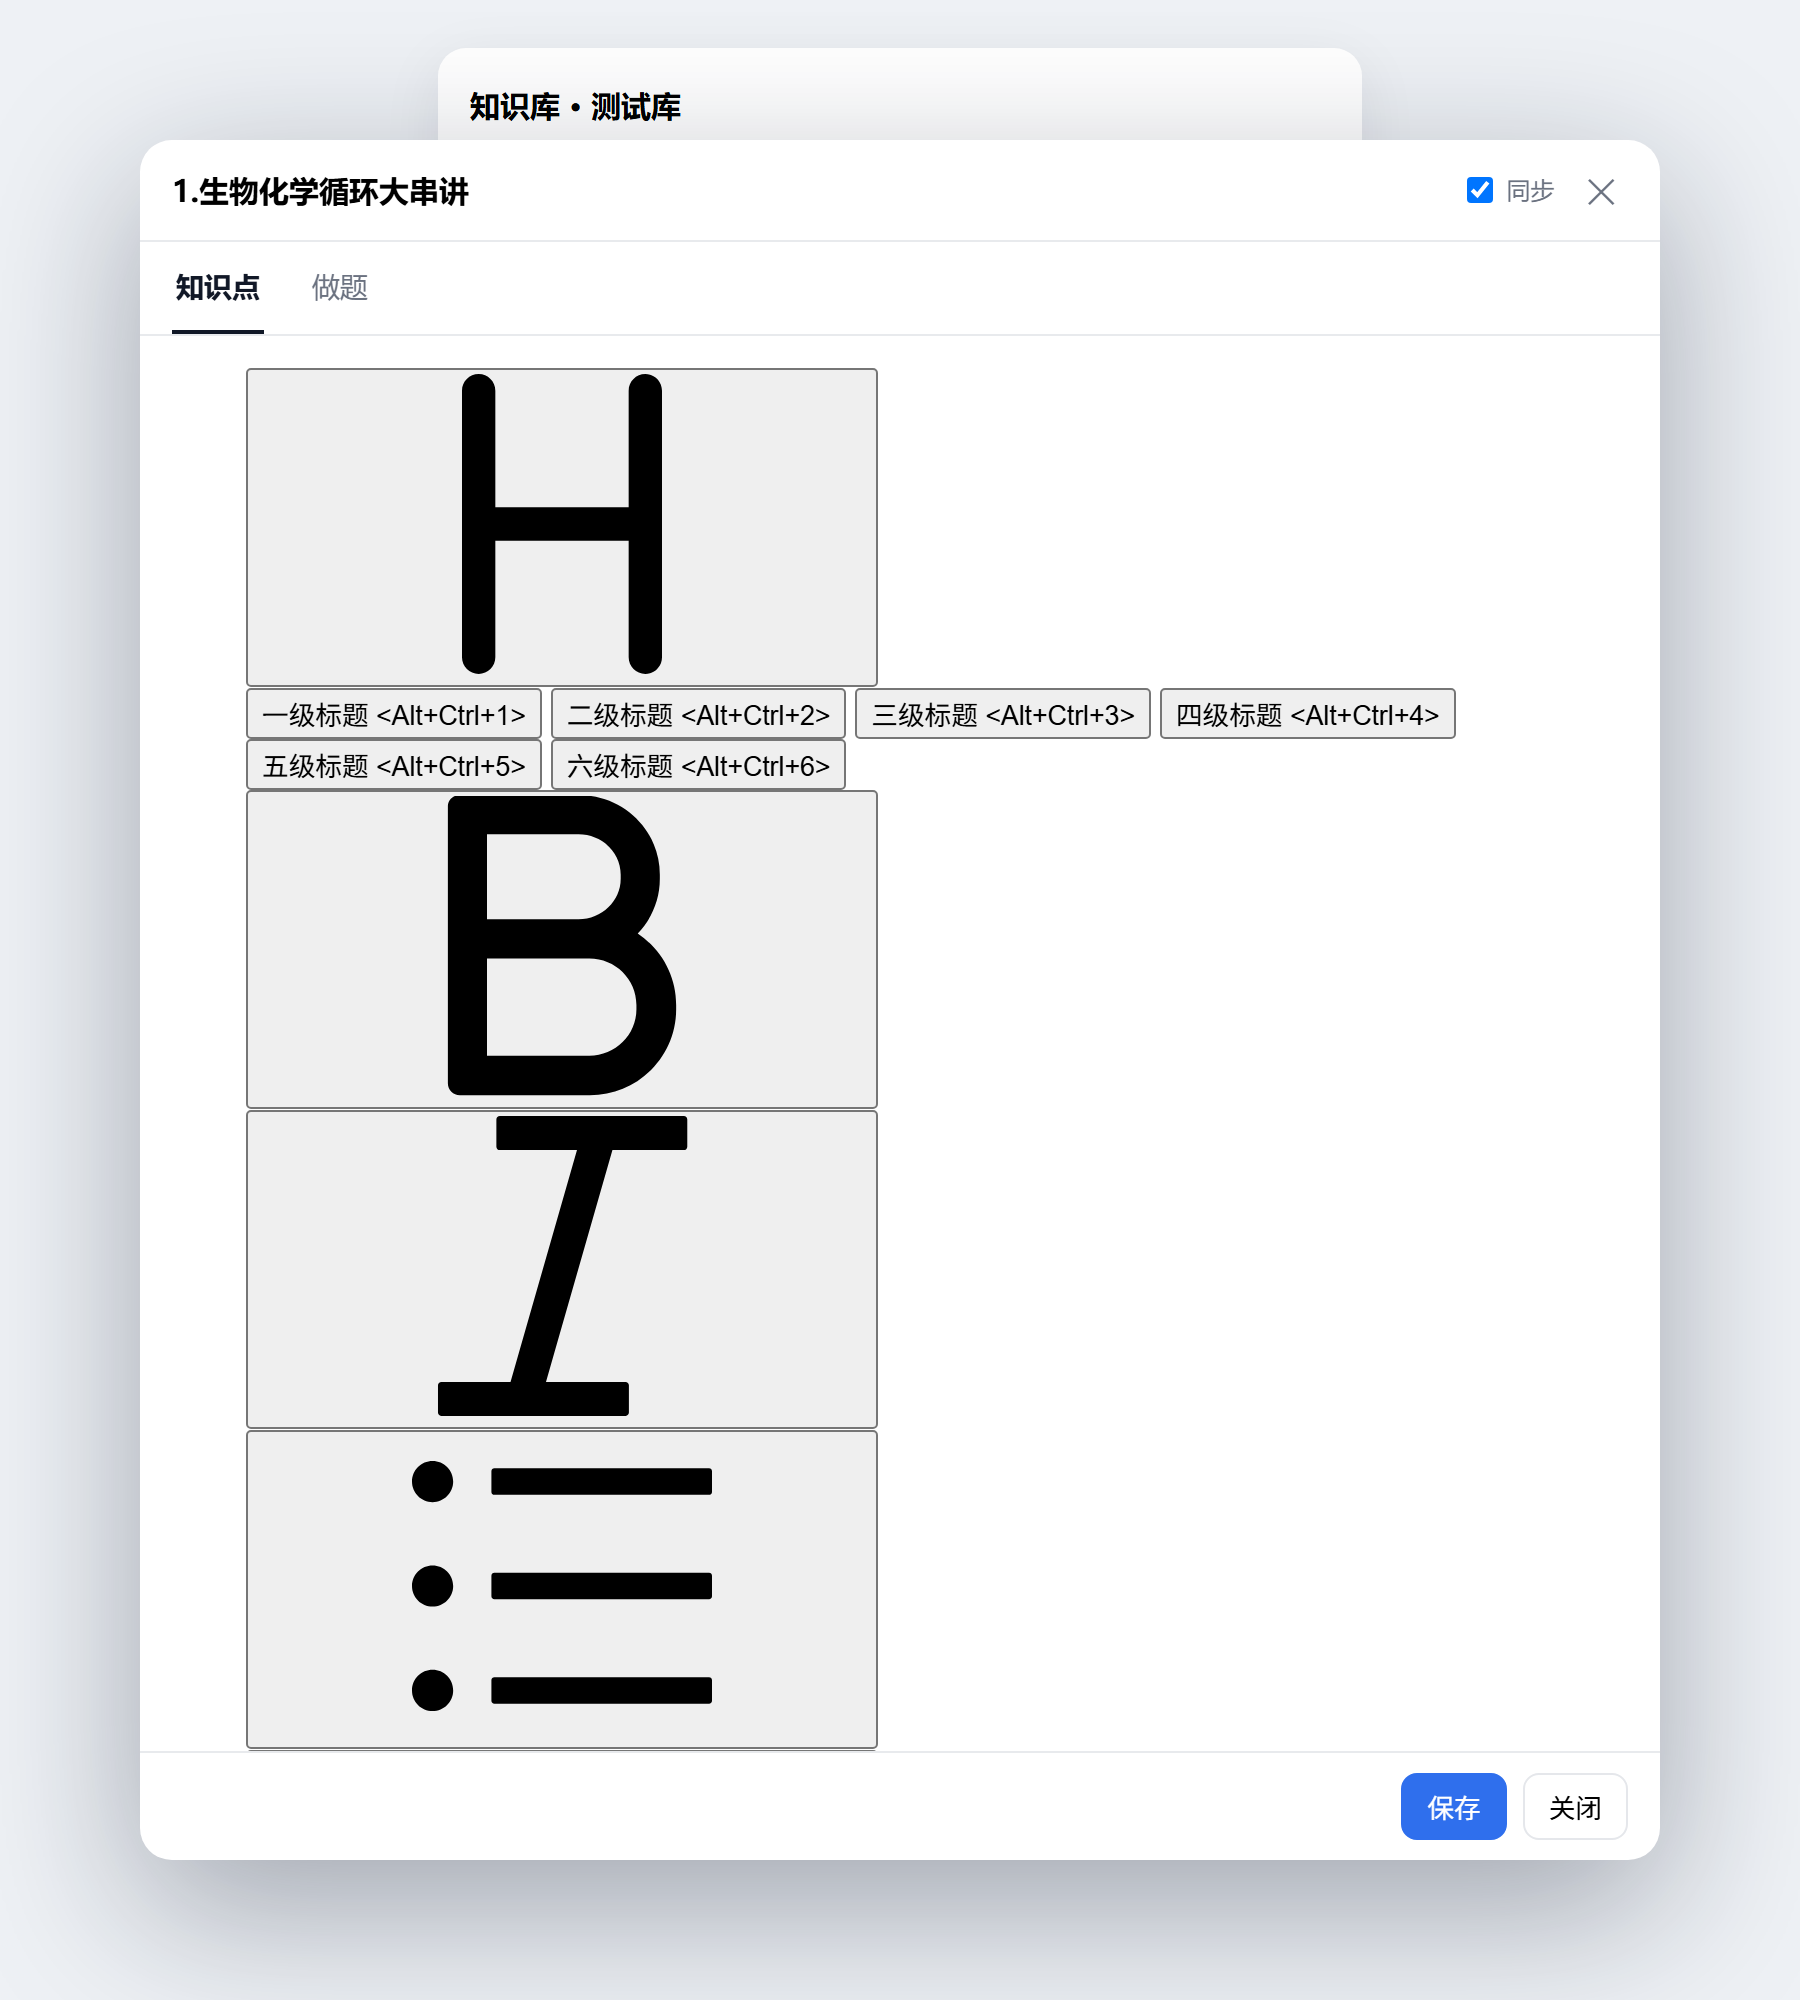 知识库 • 测试库
1.生物化学循环大串讲
同步
知识点 做题
H
一级标题 <Alt+Ctrl+1> 二级标题 <Alt+Ctrl+2> 三级标题 <Alt+Ctrl+3> 四级标题 <Alt+Ctrl+4>
五级标题 <Alt+Ctrl+5> 六级标题 <Alt+Ctrl+6>
B
I
保存 关闭